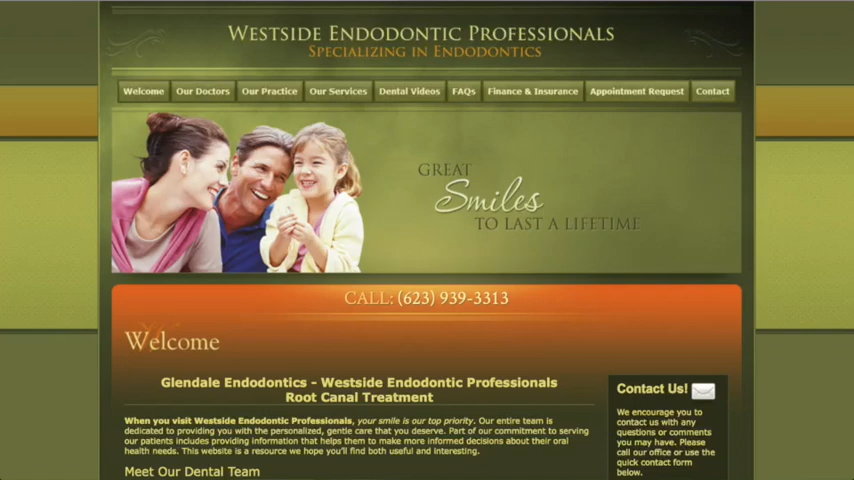 WESTSIDE ENDODONTIC PROFESSIONALS
SPECIALIZING IN ENDODONTICS
Welcome Our Doctors Our Practice Our Services Dental Videos FAQs Finance & Insurance Appointment Request Contact
GREAT
Smiles
TO LAST A LIFETIME
CALL: (623) 939-3313
Welcome
Glendale Endodontics - Westside Endodontic Professionals
Root Canal Treatment
When you visit Westside Endodontic Professionals, your smile is our top priority. Our entire team is
dedicated to providing you with the personalized, gentle care that you deserve. Part of our commitment to serving
our patients includes providing information that helps them to make more informed decisions about their oral
health needs. This website is a resource we hope you'll find both useful and interesting.
Meet Our Dental Team
Contact Us!
We encourage you to
contact us with any
questions or comments
you may have. Please
call our office or use the
quick contact form
below.